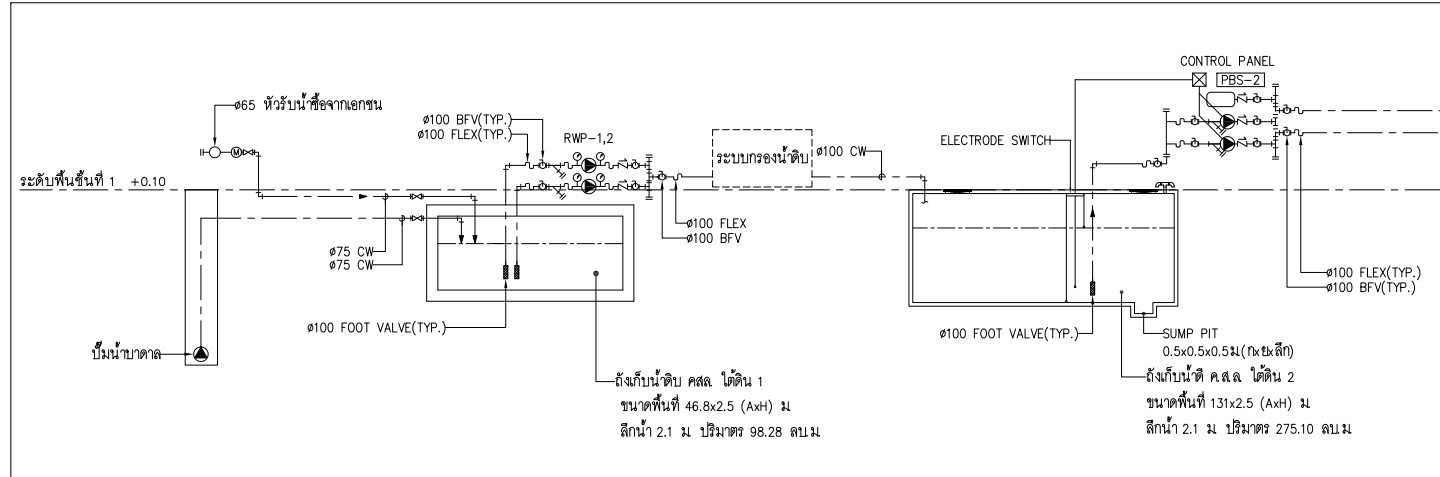 CONTROL PANEL
PBS-2
ø65 หัวรับน้ำซื้อจากเอกชน
M
ø100 BFV(TYP.)
ø100 FLEX(TYP.)
RWP-1,2
ระบบกรองน้ำดิบ
ø100 CW
ELECTRODE SWITCH
ระดับพื้นชั้นที่ 1 +0.10
ø100 FLEX
ø100 BFV
ø75 CW
ø75 CW
ø100 FLEX(TYP.)
ø100 BFV(TYP.)
ø100 FOOT VALVE(TYP.)
ø100 FOOT VALVE(TYP.)
SUMP PIT
0.5x0.5x0.5ม(กxยxลึก)
ปั๊มน้ำบาดาล
ถังเก็บน้ำดิบ คสล. ใต้ดิน 1
ขนาดพื้นที่ 46.8x2.5 (AxH) ม.
ลึกน้ำ 2.1 ม. ปริมาตร 98.28 ลบ.ม.
ถังเก็บน้ำดี ค.ส.ล. ใต้ดิน 2
ขนาดพื้นที่ 131x2.5 (AxH) ม.
ลึกน้ำ 2.1 ม. ปริมาตร 275.10 ลบ.ม.